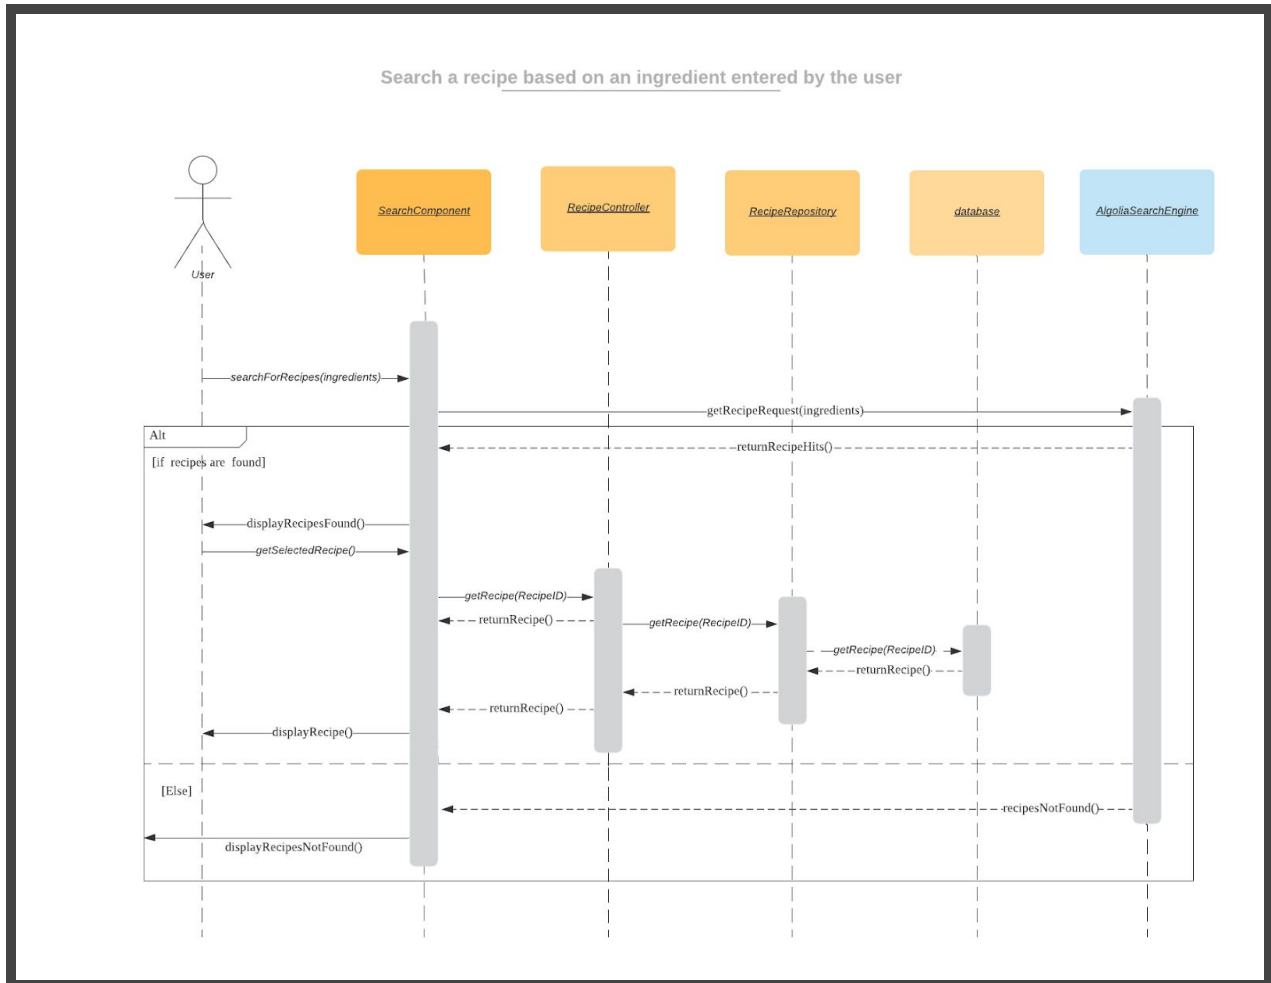 Search a recipe based on an ingredient entered by the user
User
SearchComponent
RecipeController
RecipeRepository
database
AlgoliaSearchEngine
searchForRecipes(ingredients)
getRecipeRequest(ingredients)
Alt
returnRecipeHits()
[if recipes are found]
displayRecipesFound()
getSelectedRecipe()
getRecipe(RecipeID)
returnRecipe()
getRecipe(RecipeID)
getRecipe(RecipeID)
returnRecipe()
returnRecipe()
returnRecipe()
displayRecipe()
[Else]
recipesNotFound()
displayRecipesNotFound()